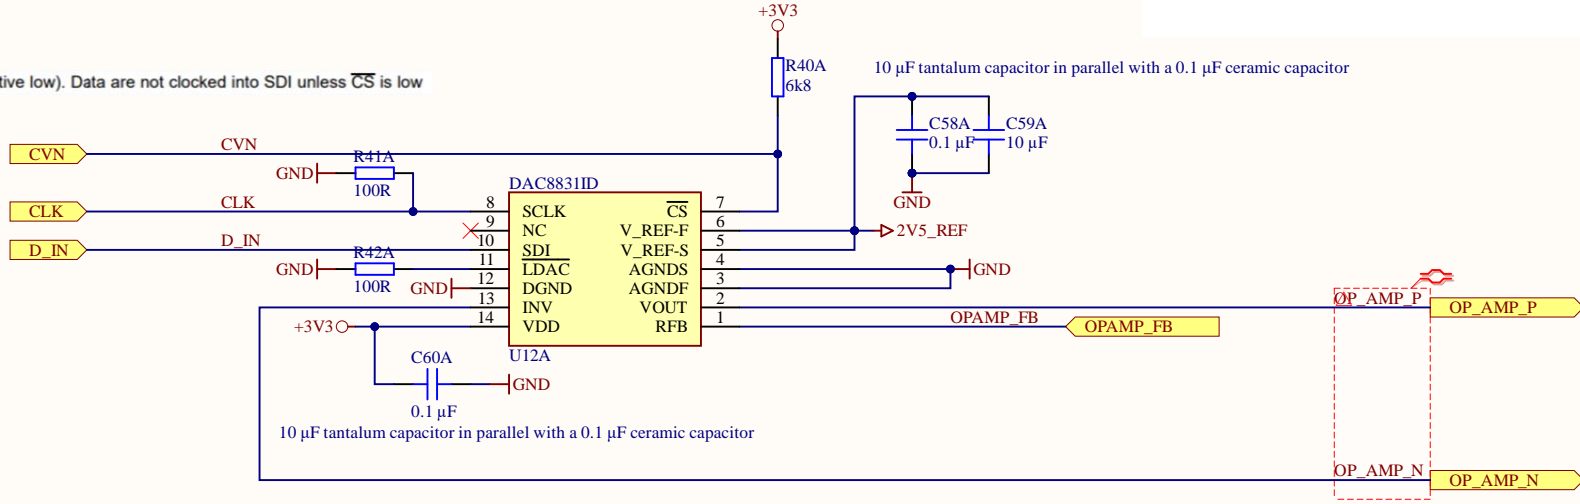 +3V3
R40A
6k8
10 µF tantalum capacitor in parallel with a 0.1 µF ceramic capacitor
tive low). Data are not clocked into SDI unless CS is low
C58A
0.1 µF
C59A
10 µF
GND
CVN
CVN
R41A
GND
100R
CLK
CLK
D_IN
D_IN
R42A
GND
100R
GND
+3V3
DAC8831ID
8 SCLK CS 7
9 NC V_REF-F 6
10 SDI V_REF-S 5
11 LDAC AGNDS 4
12 DGND AGNDF 3
13 INV VOUT 2
14 VDD RFB 1
U12A
2V5_REF
GND
OPAMP_FB
OPAMP_FB
OP_AMP_P
OP_AMP_P
C60A
GND
0.1 µF
10 µF tantalum capacitor in parallel with a 0.1 µF ceramic capacitor
OP_AMP_N
OP_AMP_N